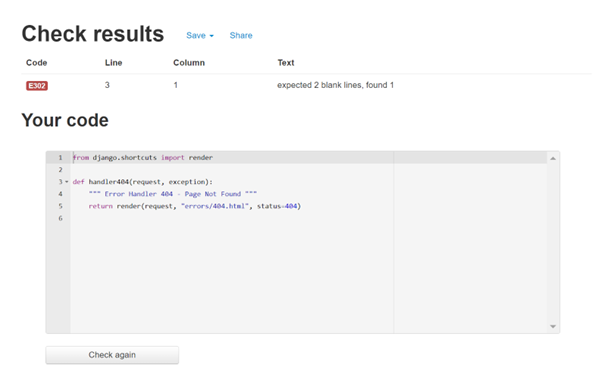 Check results Save Share
Code Line Column Text
E302 3 1 expected 2 blank lines, found 1
Your code
1 from django.shortcuts import render
2
3 def handler404(request, exception):
4 """ Error Handler 404 - Page Not Found """
5 return render(request, "errors/404.html", status=404)
6
Check again